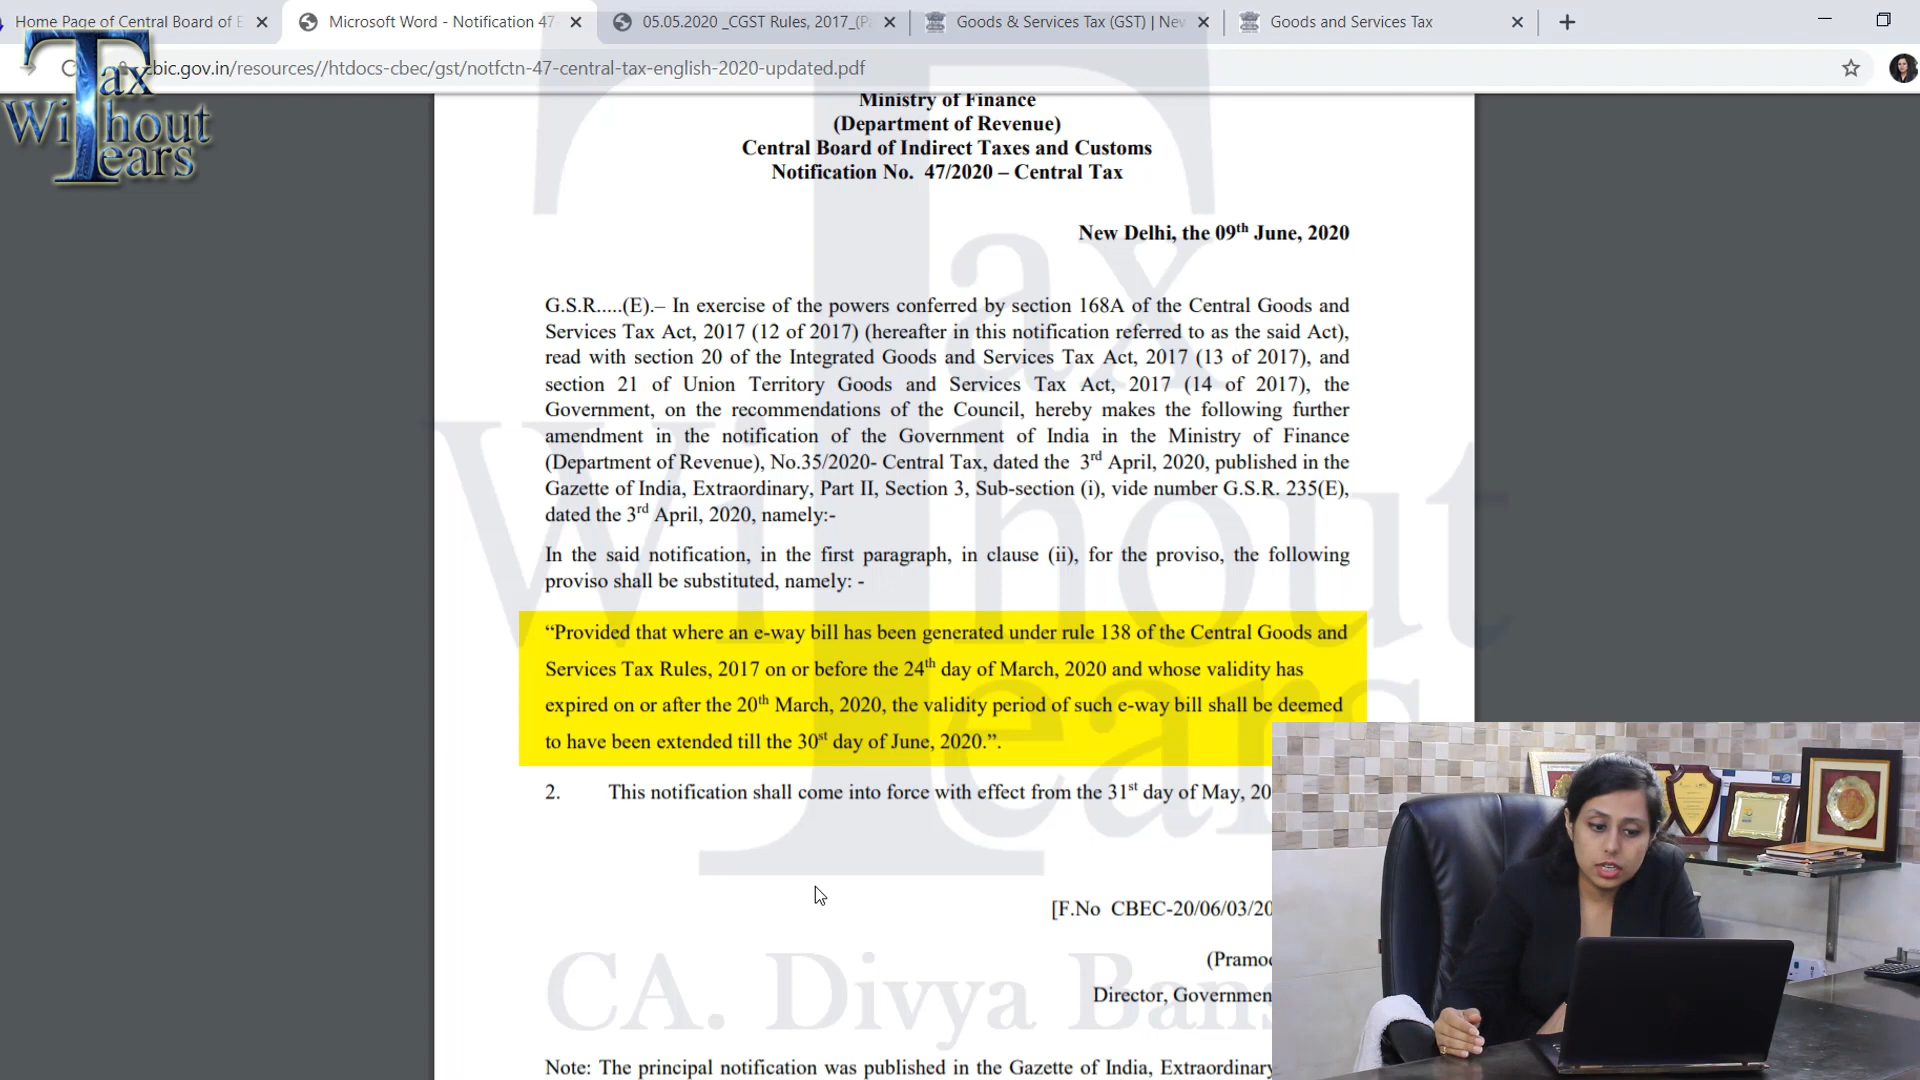 Home Page of Central Board of E
Microsoft Word - Notification 47
05.05.2020 _CGST Rules, 2017_(P
Goods & Services Tax (GST) | New
Goods and Services Tax
cbic.gov.in/resources//htdocs-cbec/gst/notfctn-47-central-tax-english-2020-updated.pdf
Tax
Without
Tears
Ministry of Finance
(Department of Revenue)
Central Board of Indirect Taxes and Customs
Notification No. 47/2020 – Central Tax
New Delhi, the 09th June, 2020
G.S.R.....(E).– In exercise of the powers conferred by section 168A of the Central Goods and
Services Tax Act, 2017 (12 of 2017) (hereafter in this notification referred to as the said Act),
read with section 20 of the Integrated Goods and Services Tax Act, 2017 (13 of 2017), and
section 21 of Union Territory Goods and Services Tax Act, 2017 (14 of 2017), the
Government, on the recommendations of the Council, hereby makes the following further
amendment in the notification of the Government of India in the Ministry of Finance
(Department of Revenue), No.35/2020- Central Tax, dated the 3rd April, 2020, published in the
Gazette of India, Extraordinary, Part II, Section 3, Sub-section (i), vide number G.S.R. 235(E),
dated the 3rd April, 2020, namely:-
In the said notification, in the first paragraph, in clause (ii), for the proviso, the following
proviso shall be substituted, namely: -
“Provided that where an e-way bill has been generated under rule 138 of the Central Goods and
Services Tax Rules, 2017 on or before the 24th day of March, 2020 and whose validity has
expired on or after the 20th March, 2020, the validity period of such e-way bill shall be deemed
to have been extended till the 30st day of June, 2020.”.
2. This notification shall come into force with effect from the 31st day of May, 20
[F.No CBEC-20/06/03/20
(Pramo
Director, Governmen
Note: The principal notification was published in the Gazette of India, Extraordinary
Tax
Without
Tears
CA. Divya Bans